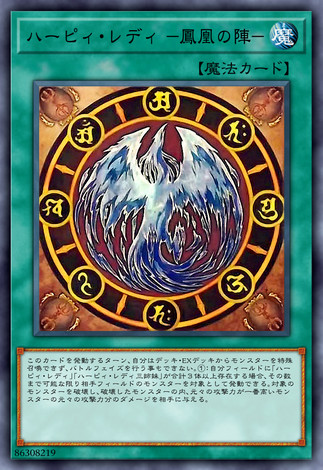 ハーピィ・レディ －鳳凰の陣－
魔
【魔法カード】
このカードを発動するターン、自分はデッキ・EXデッキからモンスターを特殊
召喚できず、バトルフェイズを行う事もできない。①：自分フィールドに「ハー
ピィ・レディ」「ハーピィ・レディ三姉妹」が合計３体以上存在する場合、その数
まで可能な限り相手フィールドのモンスターを対象として発動できる。対象の
モンスターを破壊し、破壊したモンスターの内、元々の攻撃力が一番高いモン
スターの元々の攻撃力分のダメージを相手に与える。
86308219